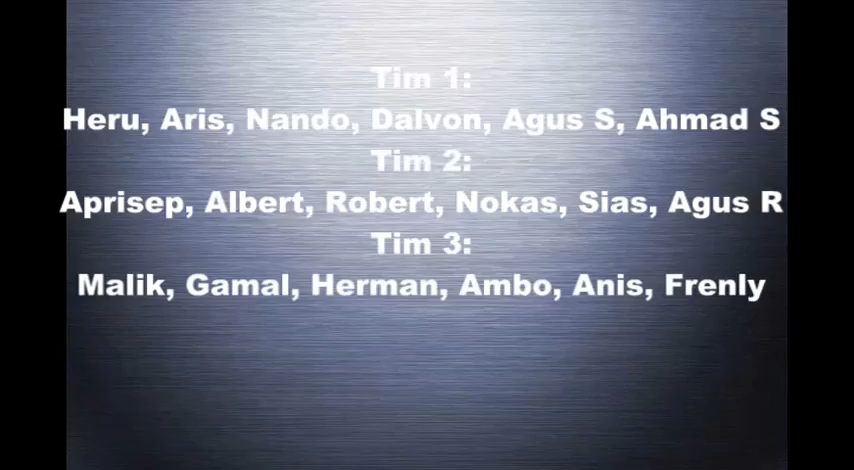 Tim 1:
Heru, Aris, Nando, Dalvon, Agus S, Ahmad S
Tim 2:
Aprisep, Albert, Robert, Nokas, Sias, Agus R
Tim 3:
Malik, Gamal, Herman, Ambo, Anis, Frenly